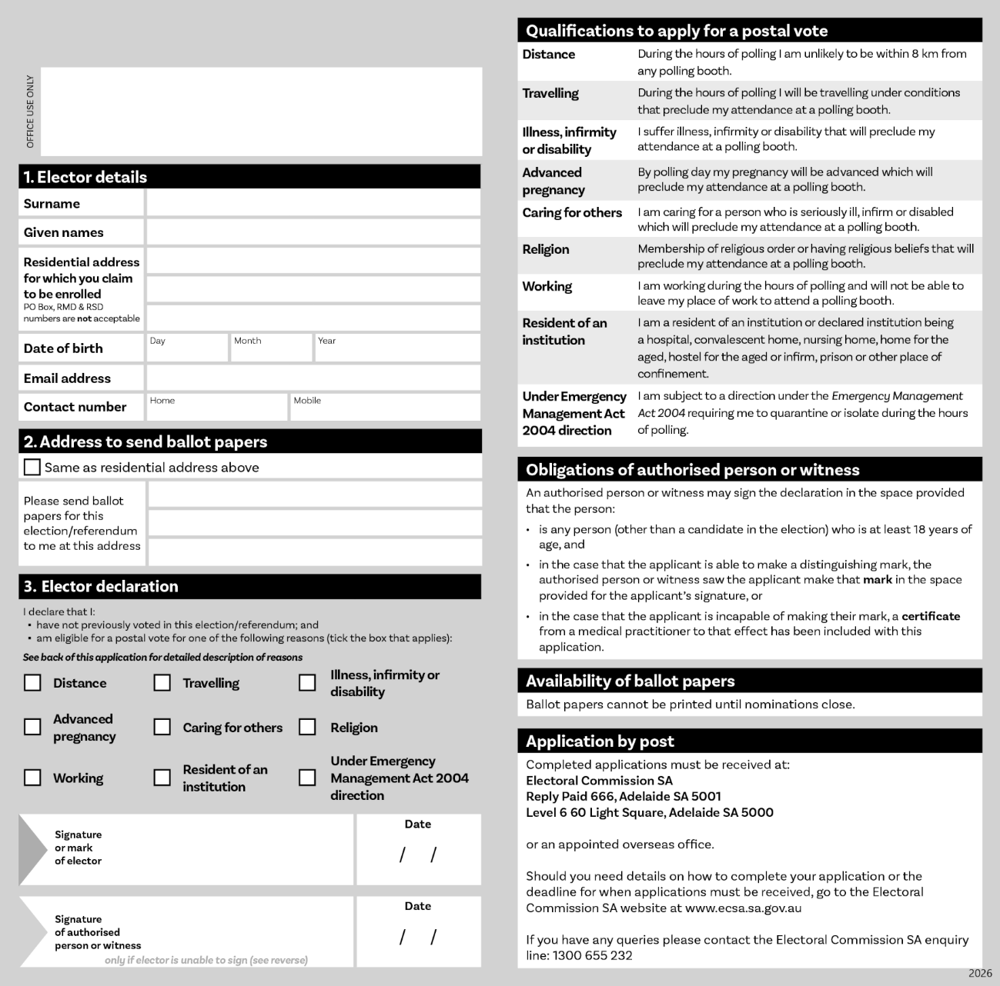 OFFICE USE ONLY
1. Elector details
Surname
Given names
Residential address
for which you claim
to be enrolled
PO Box, RMD & RSD
numbers are not acceptable
Date of birth
Day
Month
Year
Email address
Contact number
Home
Mobile
2. Address to send ballot papers
Same as residential address above
Please send ballot
papers for this
election/referendum
to me at this address
3. Elector declaration
I declare that I:
▪ have not previously voted in this election/referendum; and
▪ am eligible for a postal vote for one of the following reasons (tick the box that applies):
See back of this application for detailed description of reasons
Distance
Travelling
Illness, infirmity or
disability
Advanced
pregnancy
Caring for others
Religion
Working
Resident of an
institution
Under Emergency
Management Act 2004
direction
Signature
or mark
of elector
Date
/ /
Signature
of authorised
person or witness
only if elector is unable to sign (see reverse)
Date
/ /
Qualifications to apply for a postal vote
Distance
During the hours of polling I am unlikely to be within 8 km from
any polling booth.
Travelling
During the hours of polling I will be travelling under conditions
that preclude my attendance at a polling booth.
Illness, infirmity
or disability
I suffer illness, infirmity or disability that will preclude my
attendance at a polling booth.
Advanced
pregnancy
By polling day my pregnancy will be advanced which will
preclude my attendance at a polling booth.
Caring for others
I am caring for a person who is seriously ill, infirm or disabled
which will preclude my attendance at a polling booth.
Religion
Membership of religious order or having religious beliefs that will
preclude my attendance at a polling booth.
Working
I am working during the hours of polling and will not be able to
leave my place of work to attend a polling booth.
Resident of an
institution
I am a resident of an institution or declared institution being
a hospital, convalescent home, nursing home, home for the
aged, hostel for the aged or infirm, prison or other place of
confinement.
Under Emergency
Management Act
2004 direction
I am subject to a direction under the Emergency Management
Act 2004 requiring me to quarantine or isolate during the hours
of polling.
Obligations of authorised person or witness
An authorised person or witness may sign the declaration in the space provided
that the person:
• is any person (other than a candidate in the election) who is at least 18 years of
age, and
• in the case that the applicant is able to make a distinguishing mark, the
authorised person or witness saw the applicant make that mark in the space
provided for the applicant's signature, or
• in the case that the applicant is incapable of making their mark, a certificate
from a medical practitioner to that effect has been included with this
application.
Availability of ballot papers
Ballot papers cannot be printed until nominations close.
Application by post
Completed applications must be received at:
Electoral Commission SA
Reply Paid 666, Adelaide SA 5001
Level 6 60 Light Square, Adelaide SA 5000
or an appointed overseas office.
Should you need details on how to complete your application or the
deadline for when applications must be received, go to the Electoral
Commission SA website at www.ecsa.sa.gov.au
If you have any queries please contact the Electoral Commission SA enquiry
line: 1300 655 232
2026